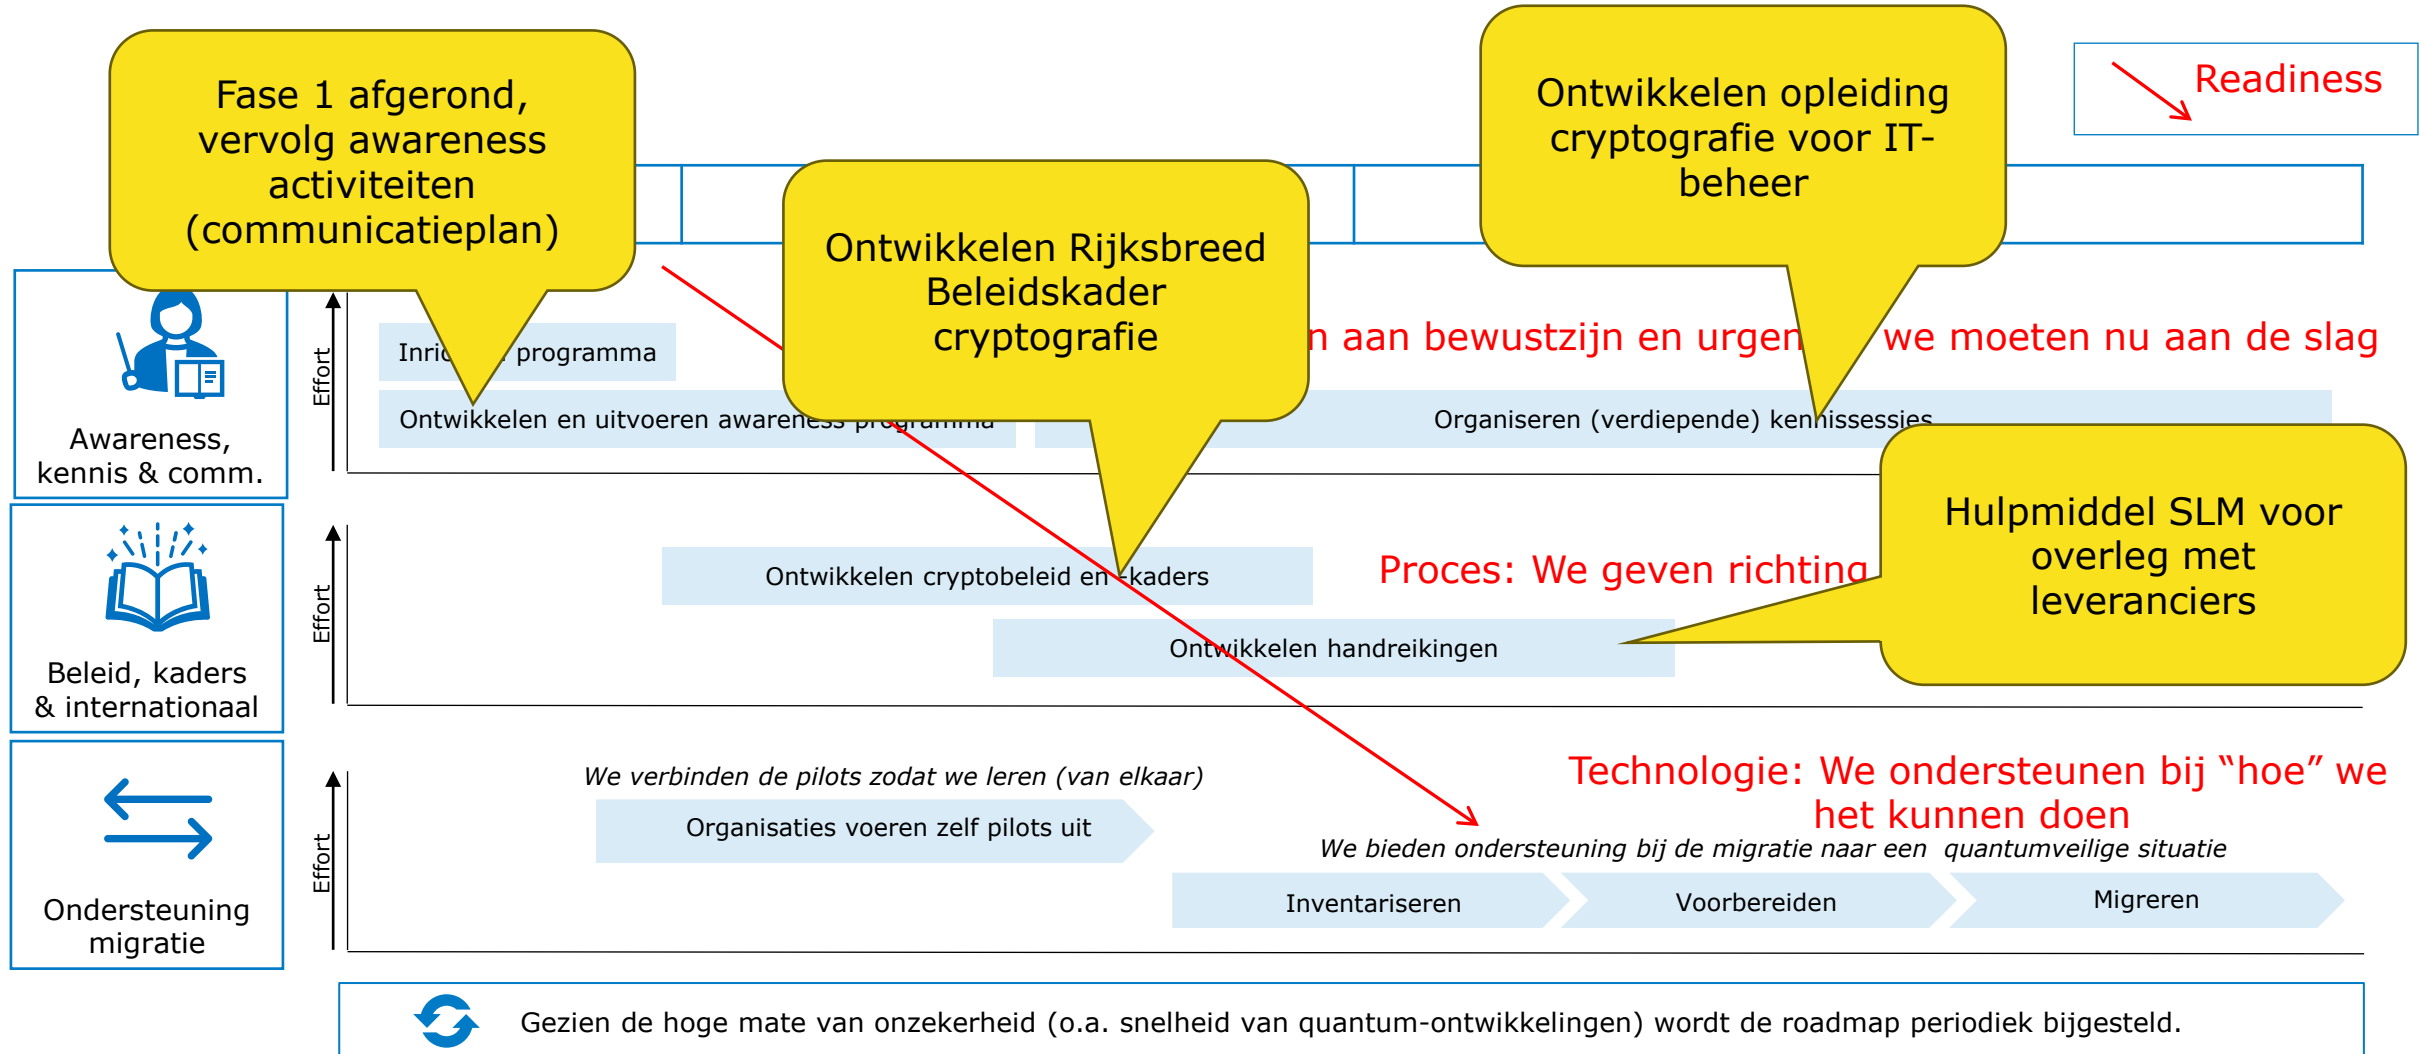 Fase 1 afgerond,
vervolg awareness
activiteiten
(communicatieplan)
Ontwikkelen opleiding
cryptografie voor IT-
beheer
Readiness
Ontwikkelen Rijksbreed
Beleidskader
cryptografie
Awareness,
kennis & comm.
Effort
programma
aan bewustzijn en we moeten nu aan de slag
Ontwikkelen en uitvoeren awareness programma
Organiseren (verdiepende) kennissessies
Hulpmiddel SLM voor
overleg met
leveranciers
Beleid, kaders
& internationaal
Effort
Ontwikkelen cryptobeleid en -kaders
Proces: We geven richting
Ontwikkelen handreikingen
Ondersteuning
migratie
Effort
We verbinden de pilots zodat we leren (van elkaar)
Organisaties voeren zelf pilots uit
Technologie: We ondersteunen bij “hoe” we
het kunnen doen
We bieden ondersteuning bij de migratie naar een quantumveilige situatie
Inventariseren
Voorbereiden
Migreren
Gezien de hoge mate van onzekerheid (o.a. snelheid van quantum-ontwikkelingen) wordt de roadmap periodiek bijgesteld.